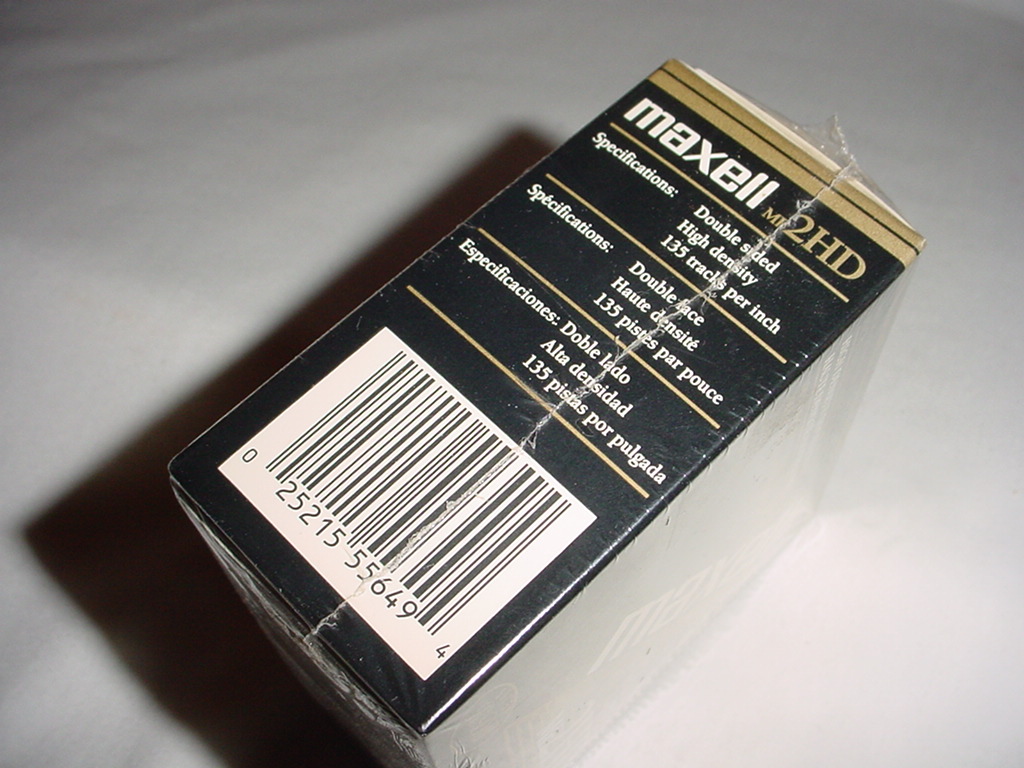 maxell MF2HD
Specifications: Double sided
High density
135 tracks per inch
Spécifications: Double face
Haute densité
135 pistes par pouce
Especificaciones: Doble lado
Alta densidad
135 pistas por pulgada
0 25215 55649 4